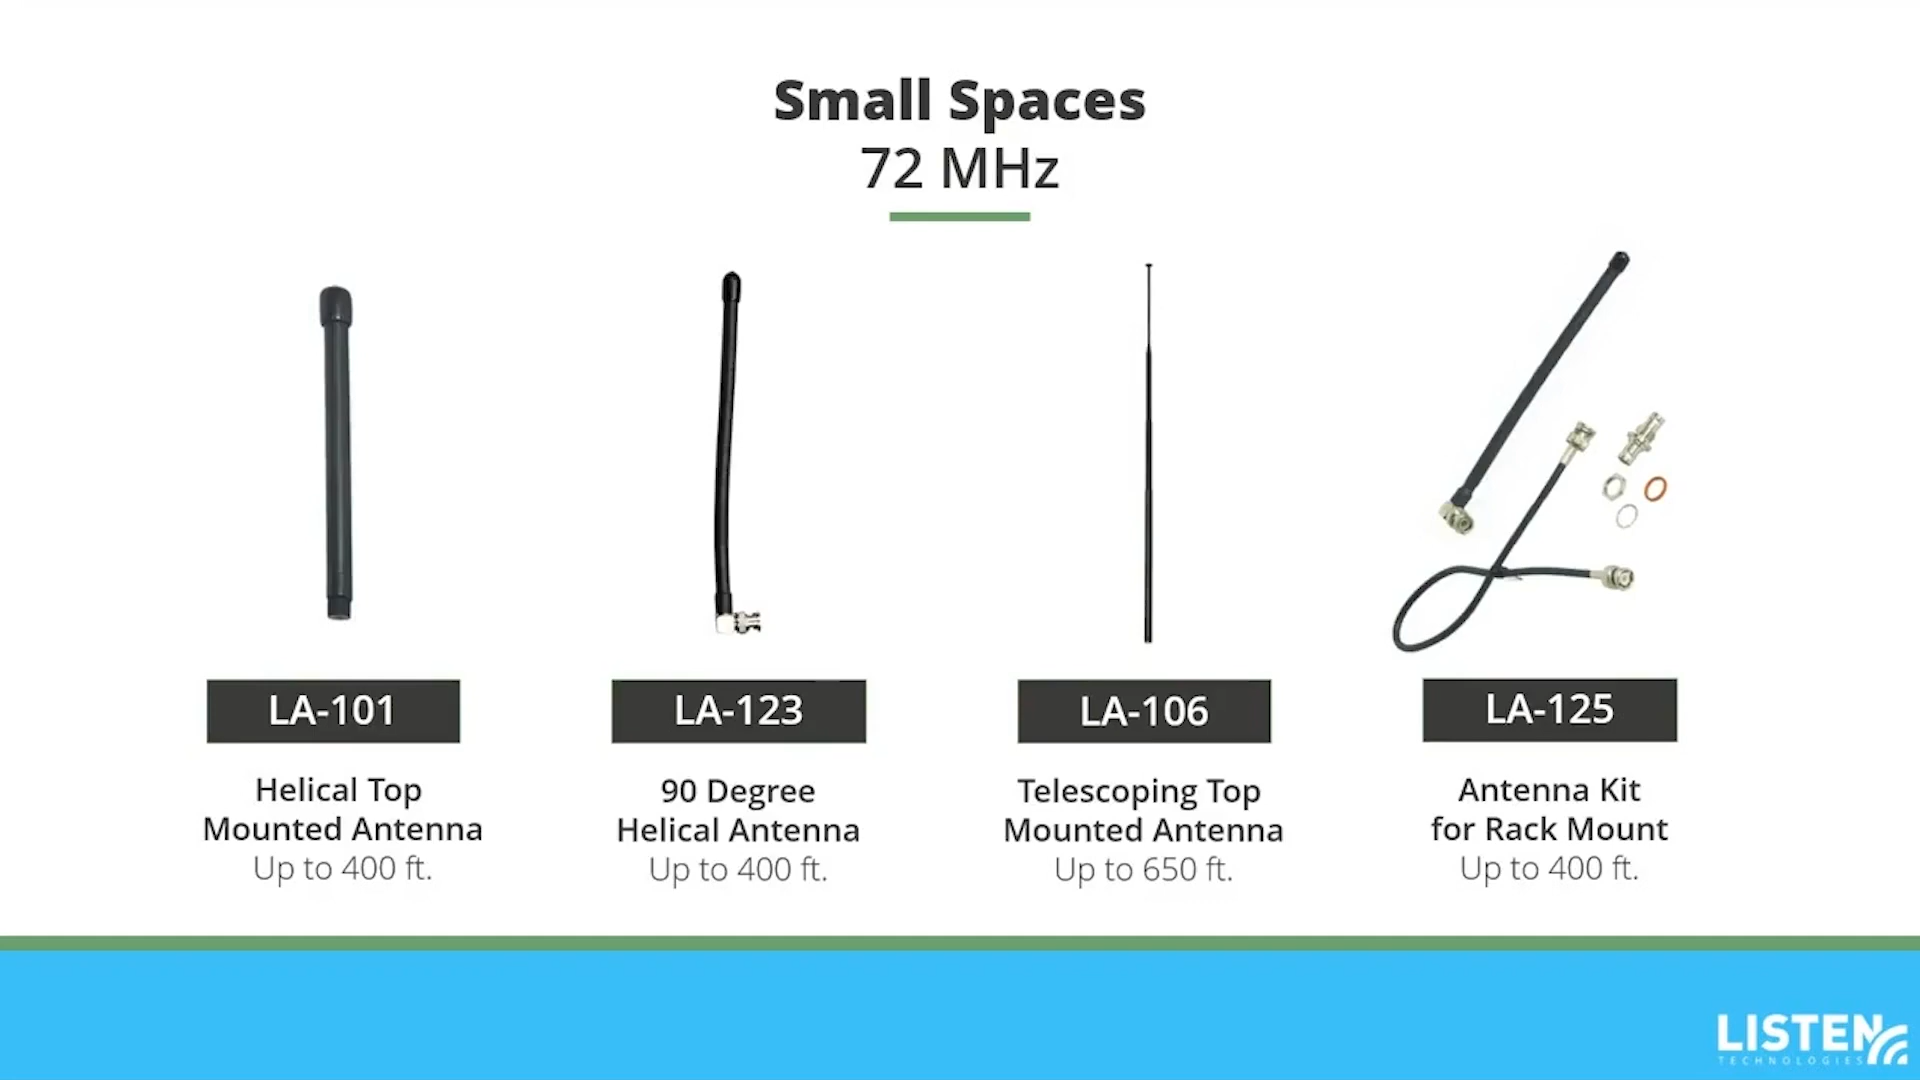 Small Spaces
72 MHz
LA-101
Helical Top
Mounted Antenna
Up to 400 ft.
LA-123
90 Degree
Helical Antenna
Up to 400 ft.
LA-106
Telescoping Top
Mounted Antenna
Up to 650 ft.
LA-125
Antenna Kit
for Rack Mount
Up to 400 ft.
LISTEN
TECHNOLOGIES